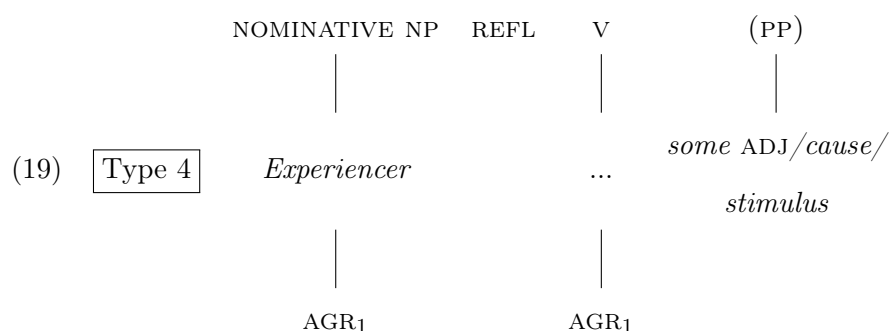 NOMINATIVE NP REFL V (PP)
some ADJ/cause/
(19) Type 4 Experiencer ...
stimulus
AGR1 AGR1